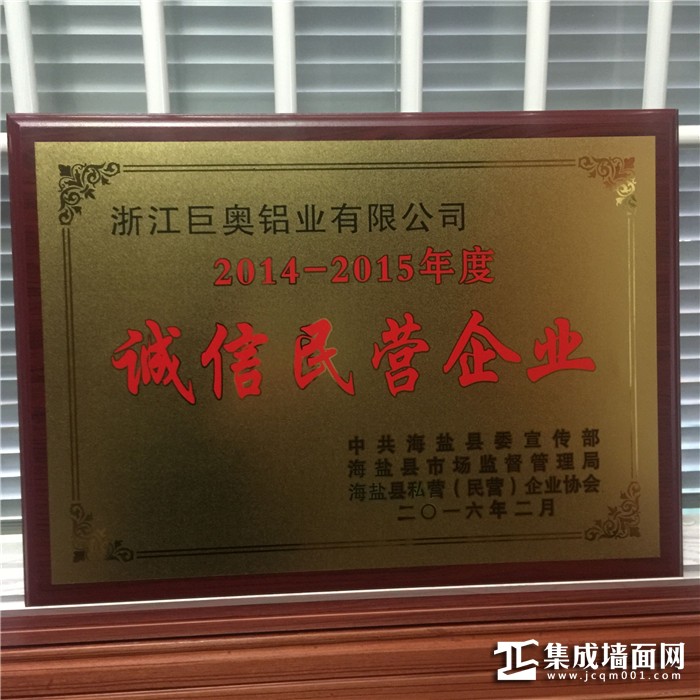 浙江巨奥铝业有限公司
2014-2015年度
诚信民营企业
中共海盐县委宣传部
海盐县市场监督管理局
海盐县私营(民营)企业协会
二〇一六年二月
集成墙面网
www.jcqm001.com